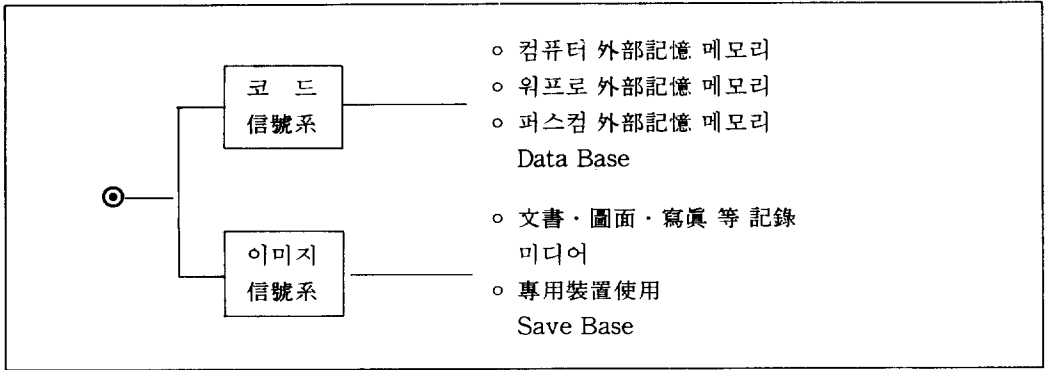 코 드
信號系
○ 컴퓨터 外部記憶 메모리
○ 워프로 外部記憶 메모리
○ 퍼스컴 外部記憶 메모리
Data Base
이미지
信號系
○ 文書·圖面·寫眞 等 記錄
미디어
○ 專用裝置使用
Save Base